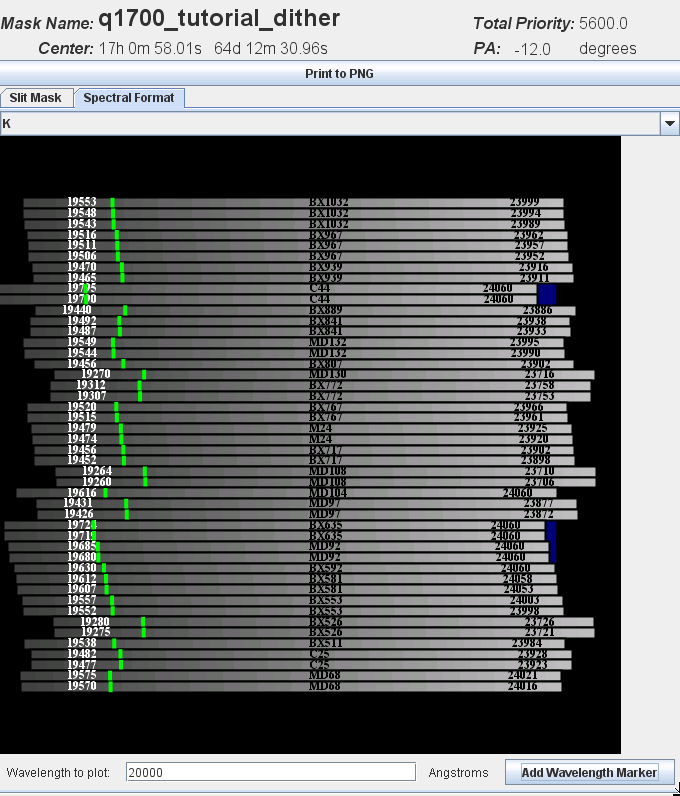 Mask Name: q1700_tutorial_dither Total Priority: 5600.0
Center: 17h 0m 58.01s 64d 12m 30.96s PA: -12.0 degrees
Print to PNG
Slit Mask Spectral Format
K
19553 BX1032 23999
19548 BX1032 23994
19543 BX1032 23989
19516 BX967 23962
19511 BX967 23957
19506 BX967 23952
19470 BX939 23916
19465 BX939 23911
C44 24060
C44 24060
19440 BX889 23886
19492 BX841 23938
19487 BX841 23933
19549 MD132 23995
19544 MD132 23990
19456 BX807 23902
19270 MD130 23716
19312 BX772 23758
19307 BX772 23753
19520 BX767 23966
19515 BX767 23961
19479 M24 23925
19474 M24 23920
19456 BX717 23902
19452 BX717 23898
19264 MD108 23710
19260 MD108 23706
19616 MD104 24060
19431 MD97 23877
19426 MD97 23872
BX635 24060
BX635 24060
19685 MD92 24060
19680 MD92 24060
19630 BX592 24060
19612 BX581 24058
19607 BX581 24053
19557 BX553 24003
19552 BX553 23998
19280 BX526 23726
19275 BX526 23721
19538 BX511 23984
19482 C25 23928
19477 C25 23923
19575 MD68 24021
19570 MD68 24016
Wavelength to plot: 20000 Angstroms Add Wavelength Marker